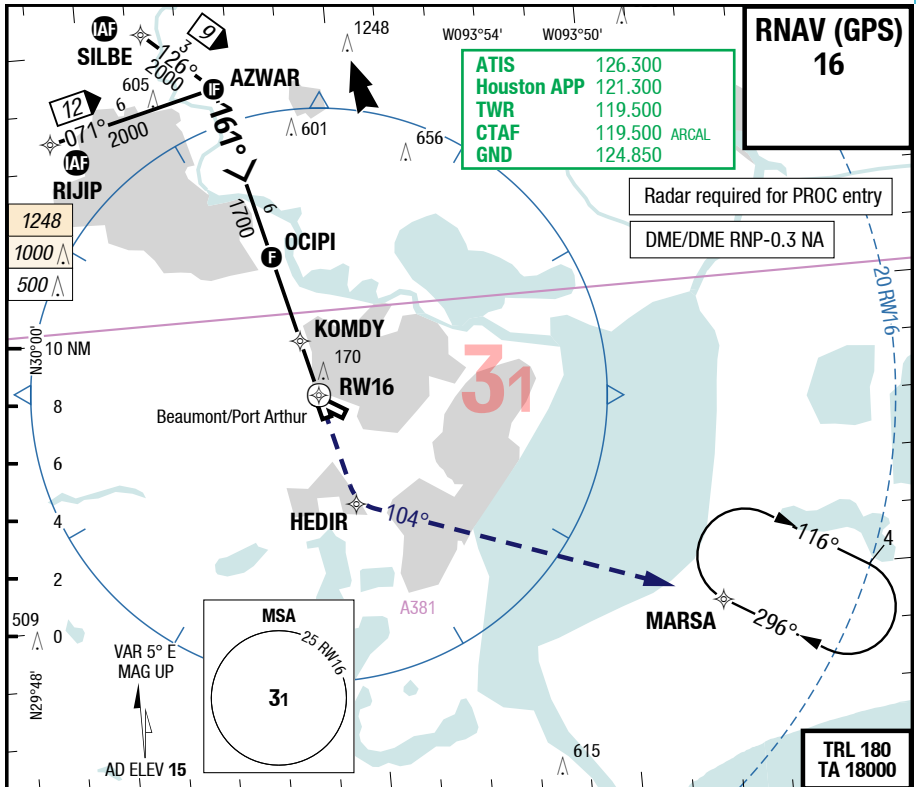 RNAV (GPS)
16
W093°54'
W093°50'
ATIS 126.300
Houston APP 121.300
TWR 119.500
CTAF 119.500 ARCAL
GND 124.850
Radar required for PROC entry
DME/DME RNP-0.3 NA
IAF
SILBE
9
3
126°
2000
IF
AZWAR
1248
605
12
6
071°
2000
IAF
RIJIP
161°
601
656
1248
1000
500
6
1700
F
OCIPI
20 RW16
N30°00'
10 NM
8
6
4
2
0
KOMDY
170
RW16
31
Beaumont/Port Arthur
HEDIR
104°
116°
4
MARSA
296°
A381
509
N29°48'
VAR 5° E
MAG UP
AD ELEV 15
MSA
25 RW16
31
615
TRL 180
TA 18000